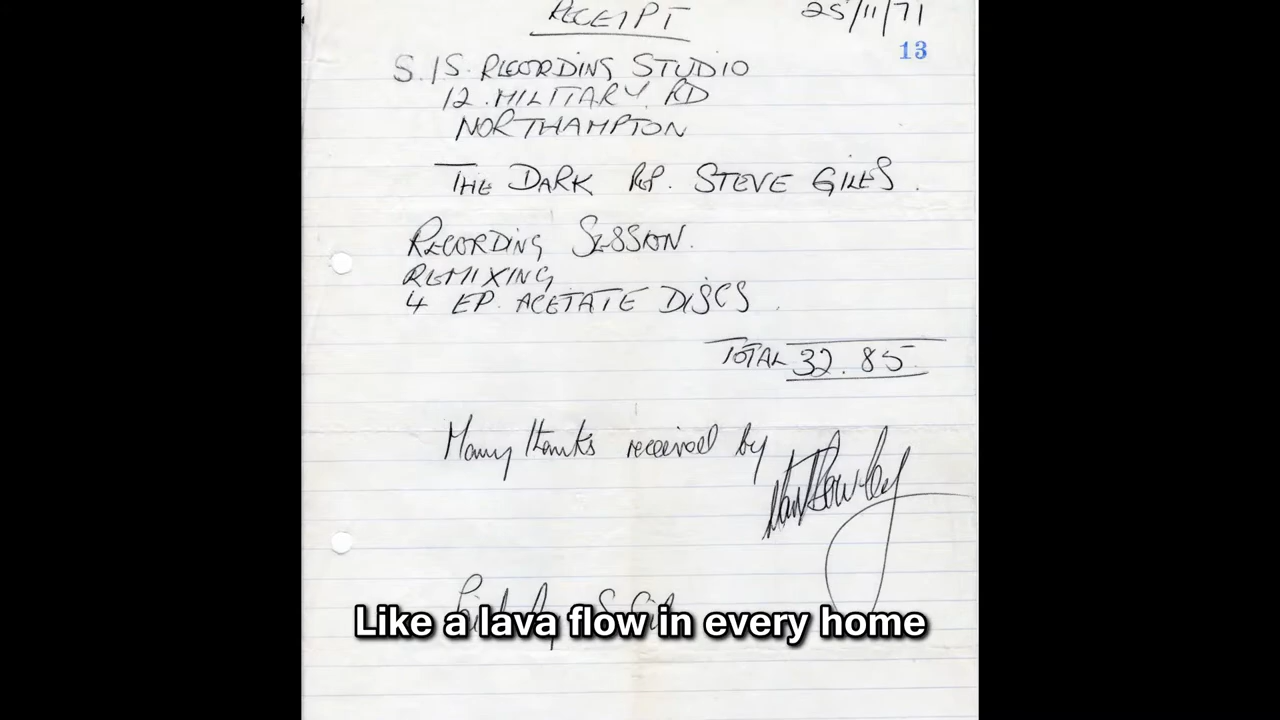 RECEIPT
25/11/71
13
S.I.S. RECORDING STUDIO
12. MILITARY RD
NORTHAMPTON
THE DARK REP. STEVE GILES.
RECORDING SESSION.
REMIXING
4 EP. ACETATE DISCS.
TOTAL 32.85
Many thanks received by
Like a lava flow in every home